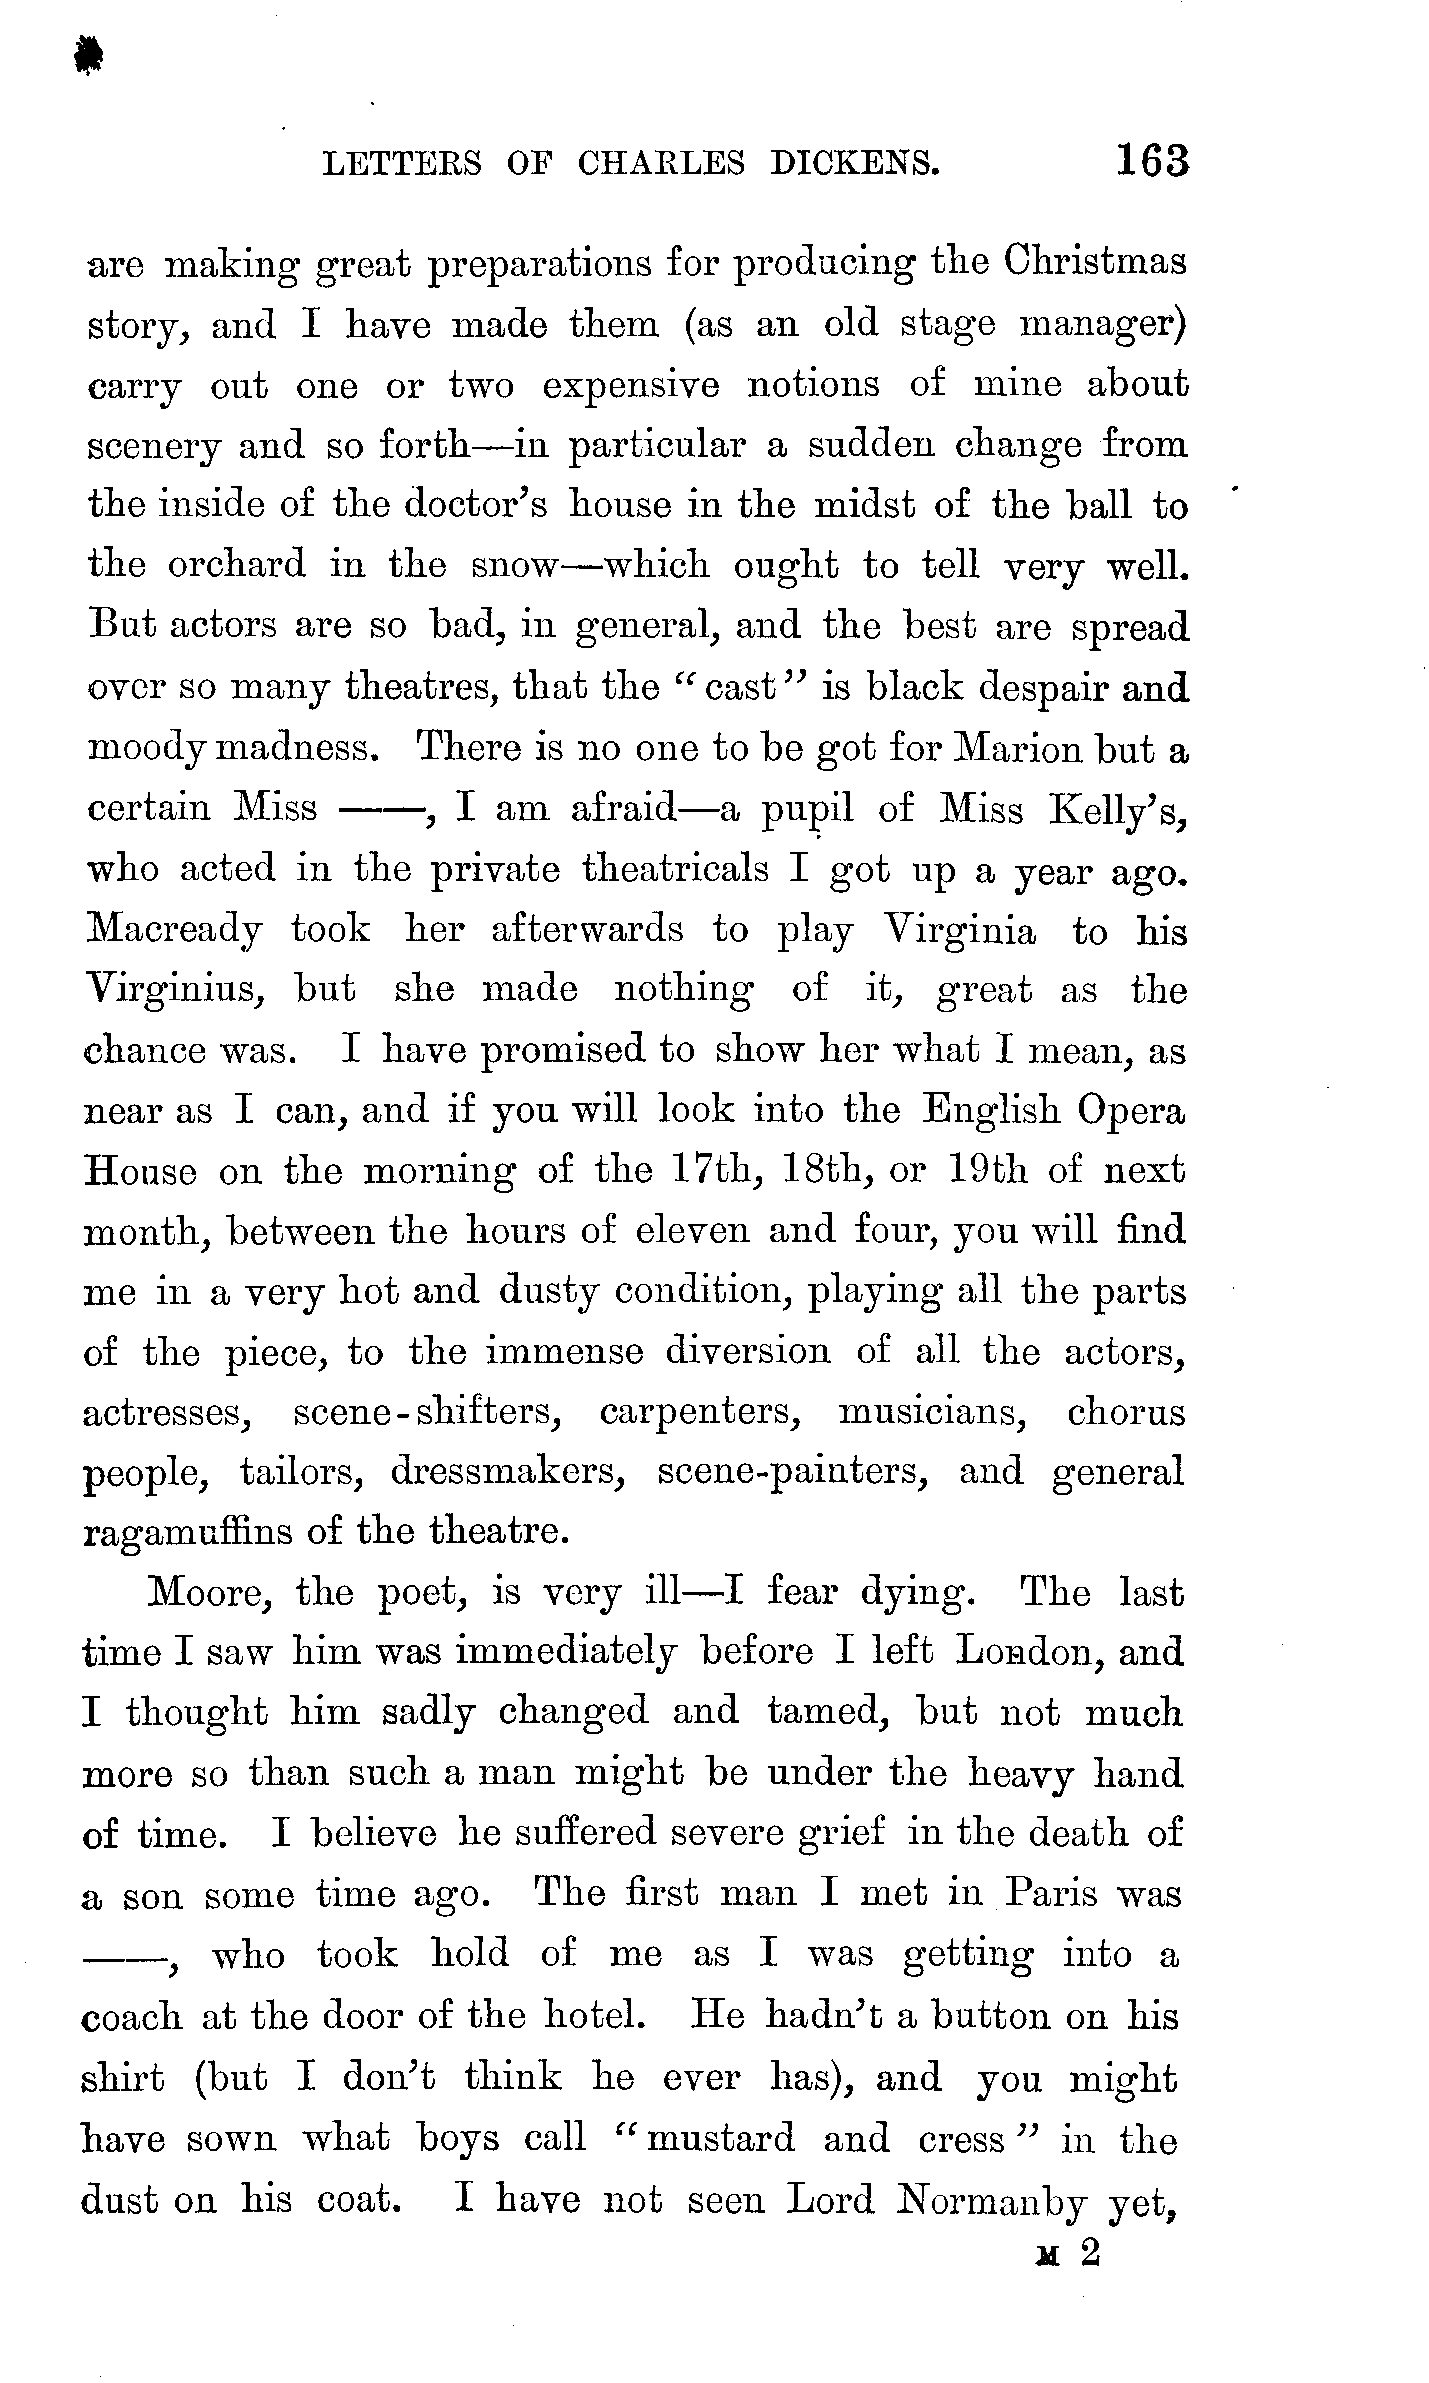 LETTERS OF CHARLES DICKENS. 163
are making great preparations for producing the Christmas
story, and I have made them (as an old stage manager)
carry out one or two expensive notions of mine about
scenery and so forth—in particular a sudden change from
the inside of the doctor's house in the midst of the ball to
the orchard in the snow—which ought to tell very well.
But actors are so bad, in general, and the best are spread
over so many theatres, that the “cast” is black despair and
moody madness. There is no one to be got for Marion but a
certain Miss ——, I am afraid—a pupil of Miss Kelly's,
who acted in the private theatricals I got up a year ago.
Macready took her afterwards to play Virginia to his
Virginius, but she made nothing of it, great as the
chance was. I have promised to show her what I mean, as
near as I can, and if you will look into the English Opera
House on the morning of the 17th, 18th, or 19th of next
month, between the hours of eleven and four, you will find
me in a very hot and dusty condition, playing all the parts
of the piece, to the immense diversion of all the actors,
actresses, scene-shifters, carpenters, musicians, chorus
people, tailors, dressmakers, scene-painters, and general
ragamuffins of the theatre.
Moore, the poet, is very ill—I fear dying. The last
time I saw him was immediately before I left London, and
I thought him sadly changed and tamed, but not much
more so than such a man might be under the heavy hand
of time. I believe he suffered severe grief in the death of
a son some time ago. The first man I met in Paris was
——, who took hold of me as I was getting into a
coach at the door of the hotel. He hadn't a button on his
shirt (but I don't think he ever has), and you might
have sown what boys call “mustard and cress” in the
dust on his coat. I have not seen Lord Normanby yet,
M 2